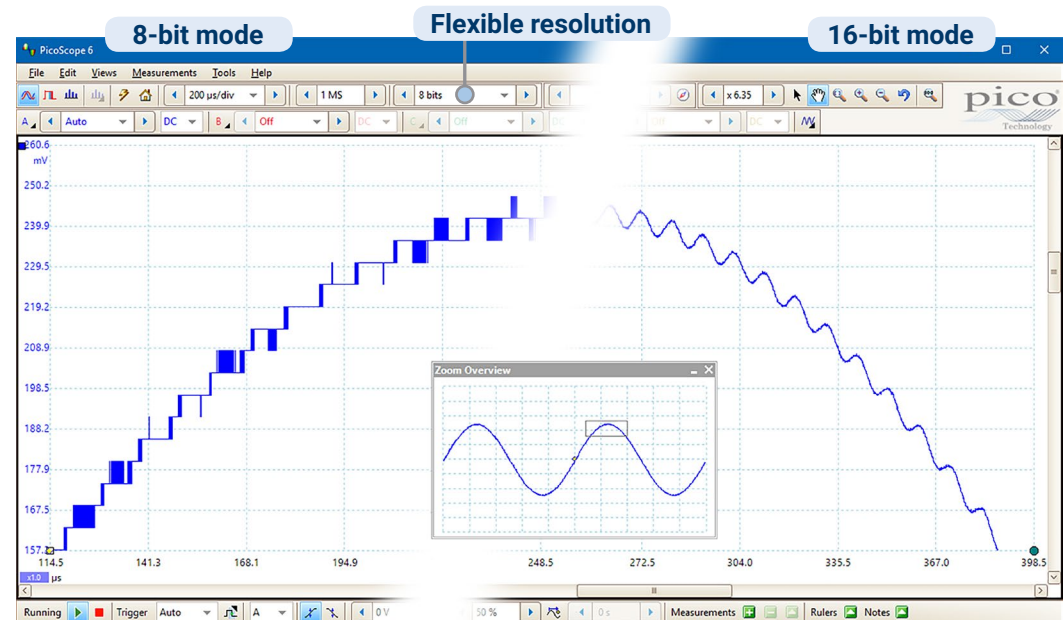 8-bit mode
Flexible resolution
16-bit mode
PicoScope 6
File Edit Views Measurements Tools Help
200 µs/div 1 MS 8 bits x 6.35
pico
Technology
A Auto DC B Off DC C Off Off DC
260.6
mV
250.2
239.9
229.5
219.2
208.9
198.5
188.2
177.9
167.5
157.2
Zoom Overview
114.5 141.3 168.1 194.9 248.5 272.5 304.0 335.5 367.0 398.5
x1.0 µs
Running Trigger Auto A 0 V 50 % 0 s Measurements Rulers Notes